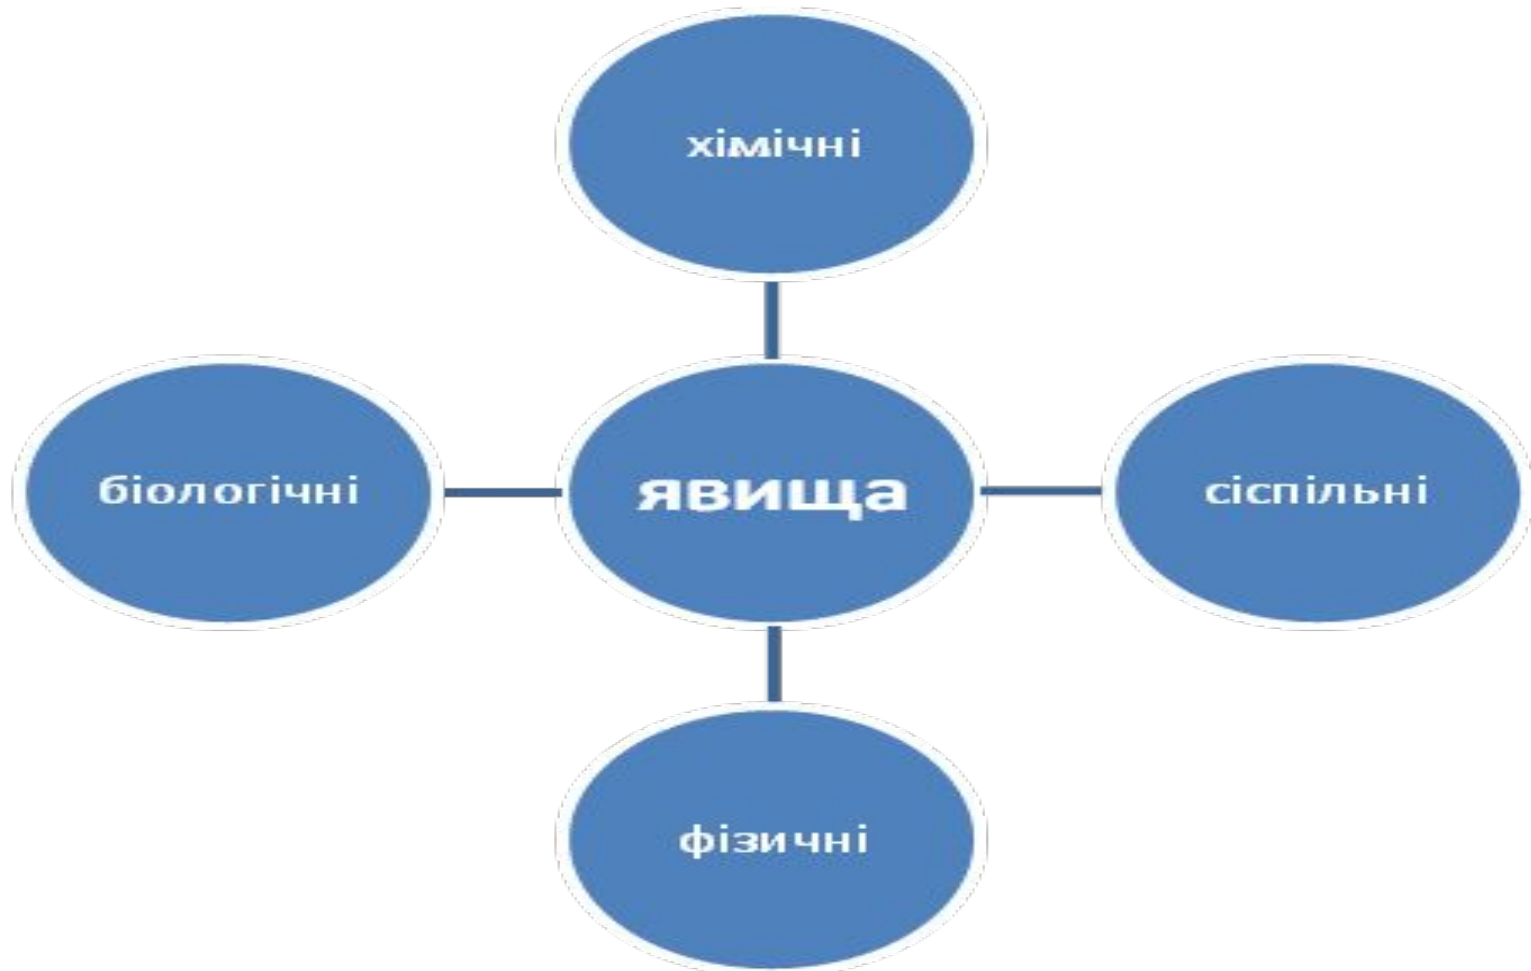 хімічні
біологічні
явища
сіспільні
фізичні